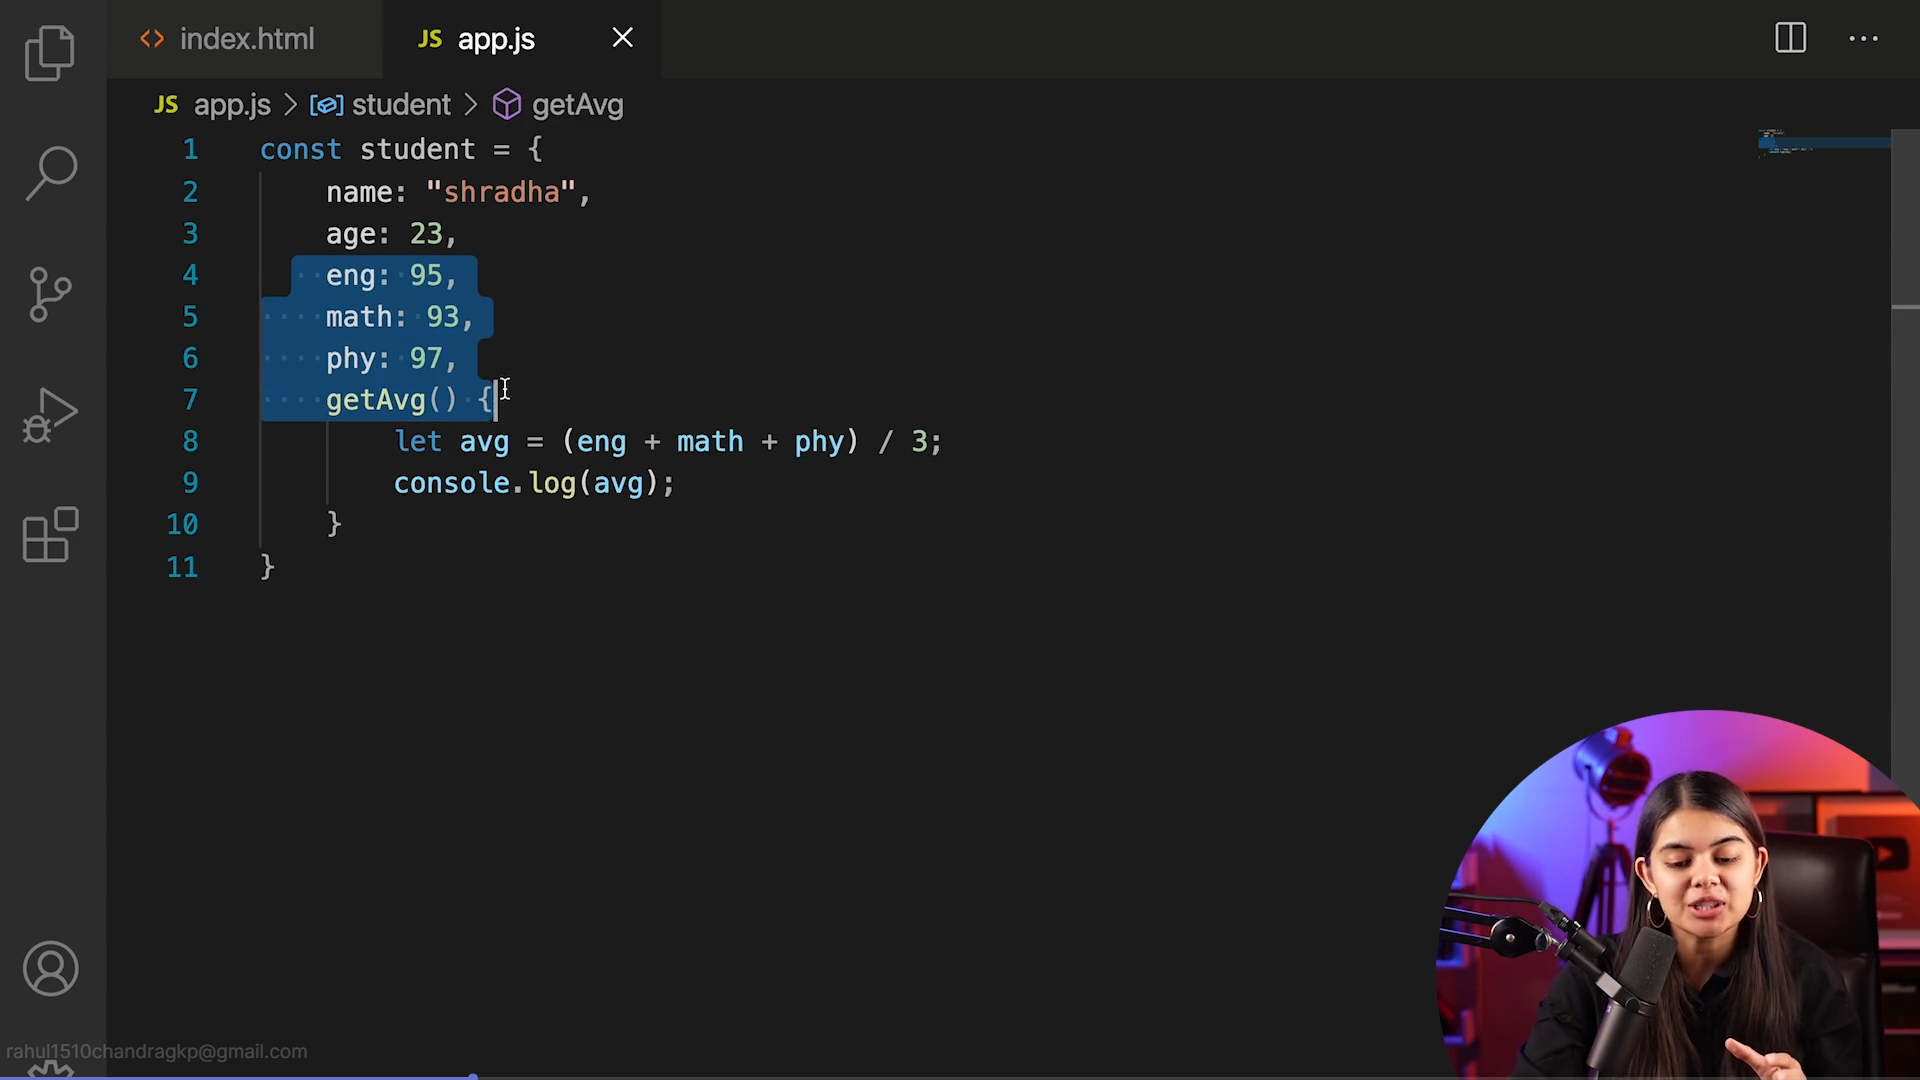 index.html
JS app.js
JS app.js > student > getAvg
1 const student = {
2 name: "shradha",
3 age: 23,
4 eng: 95,
5 math: 93,
6 phy: 97,
7 getAvg() {
8 let avg = (eng + math + phy) / 3;
9 console.log(avg);
10 }
11 }
rahul1510chandragkp@gmail.com